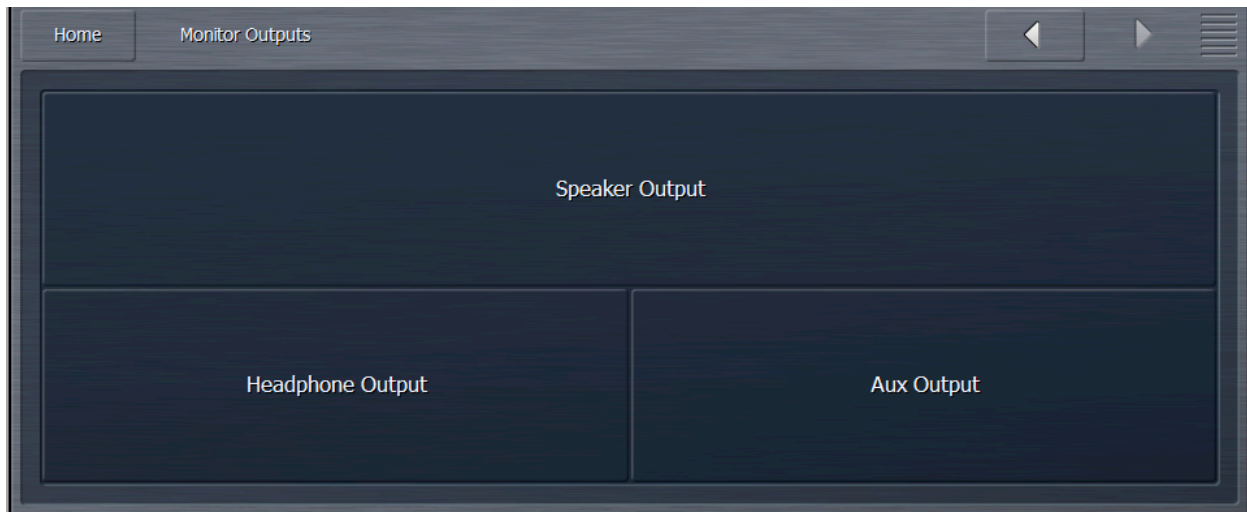 Home
Monitor Outputs
Speaker Output
Headphone Output
Aux Output